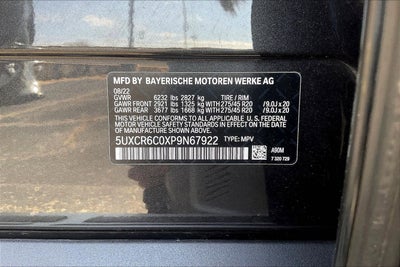 MFD BY BAYERISCHE MOTOREN WERKE AG
08/22
GVWR 6232 lbs 2827 kg TIRE / RIM
GAWR FRONT 2921 lbs 1325 kg WITH 275/45 R20 / 9.0J x 20
GAWR REAR 3677 lbs 1668 kg WITH 275/45 R20 / 9.0J x 20
THIS VEHICLE CONFORMS TO ALL APPLICABLE U. S. FEDERAL
MOTOR VEHICLE SAFETY STANDARDS IN EFFECT ON THE
DATE OF MANUFACTURE SHOWN ABOVE.
5UXCR6C0XP9N67922 TYPE: MPV
A90M
7 320 729